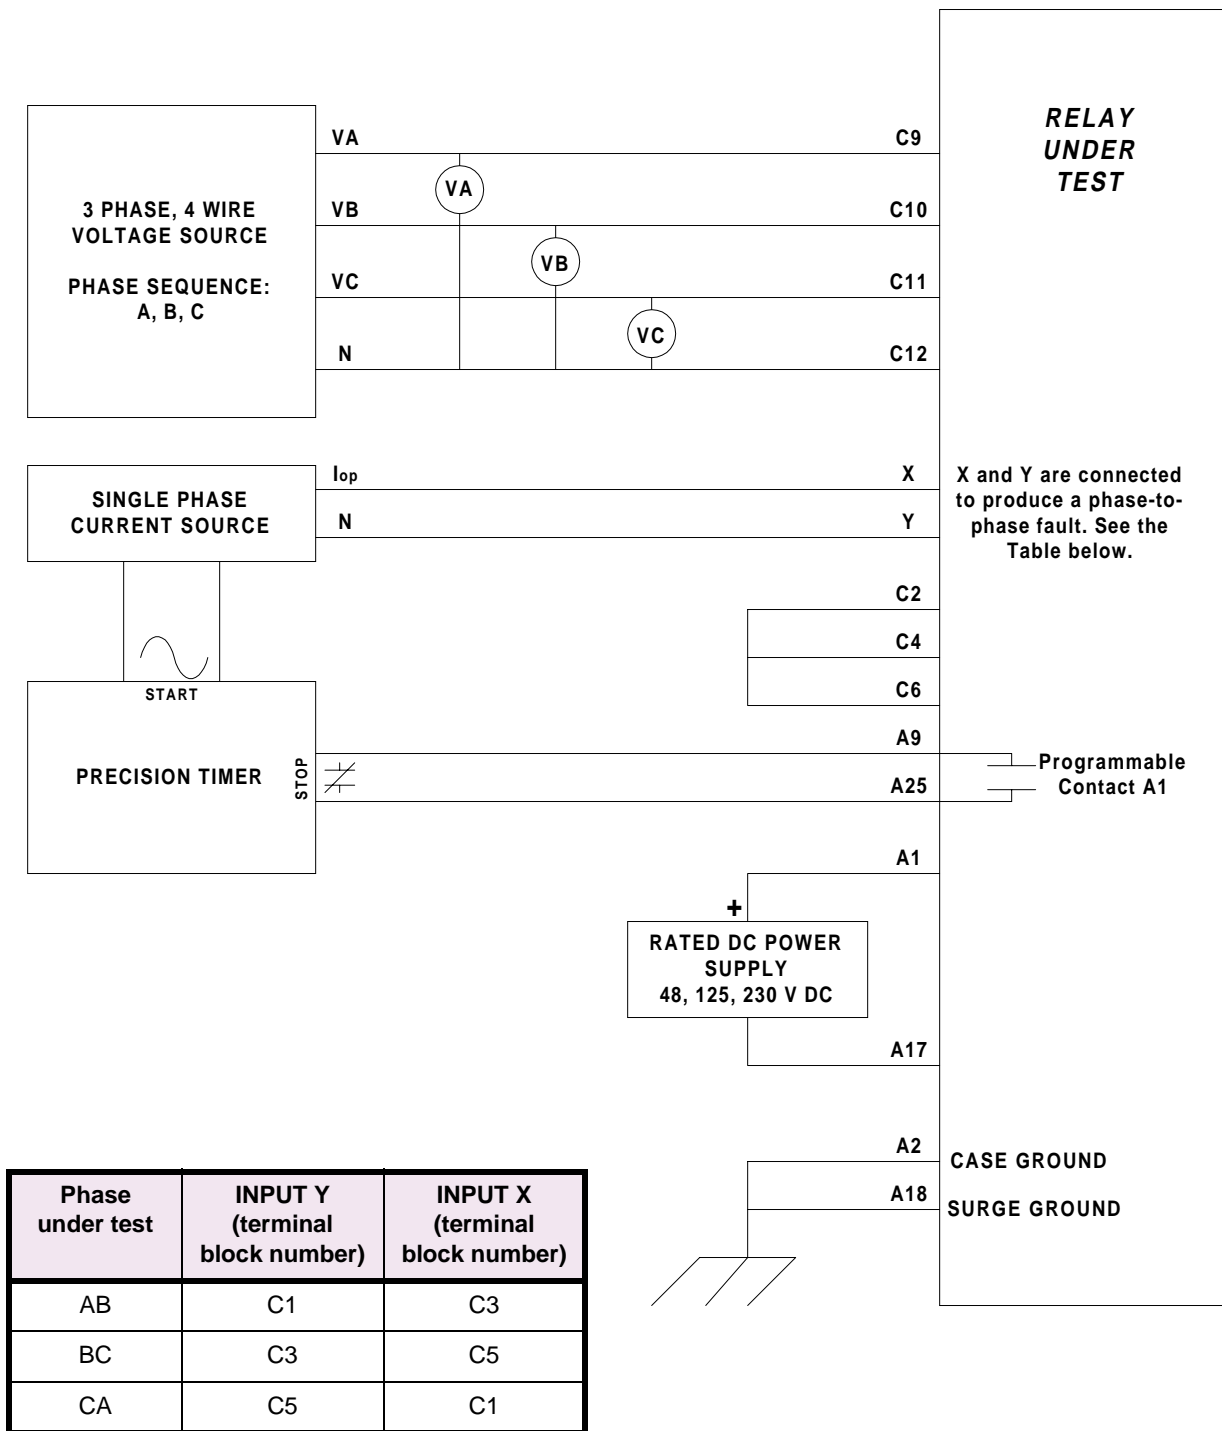 RELAY
UNDER
TEST
3 PHASE, 4 WIRE
VOLTAGE SOURCE
PHASE SEQUENCE:
A, B, C
VA
C9
VA
VB
C10
VB
VC
C11
VC
N
C12
SINGLE PHASE
CURRENT SOURCE
Iop
X
N
Y
X and Y are connected
to produce a phase-to-
phase fault. See the
Table below.
C2
C4
C6
START
PRECISION TIMER
STOP
A9
A25
Programmable
Contact A1
A1
+
RATED DC POWER
SUPPLY
48, 125, 230 V DC
A17
A2
CASE GROUND
A18
SURGE GROUND
Phase under test | INPUT Y (terminal block number) | INPUT X (terminal block number)
AB C1 C3
BC C3 C5
CA C5 C1